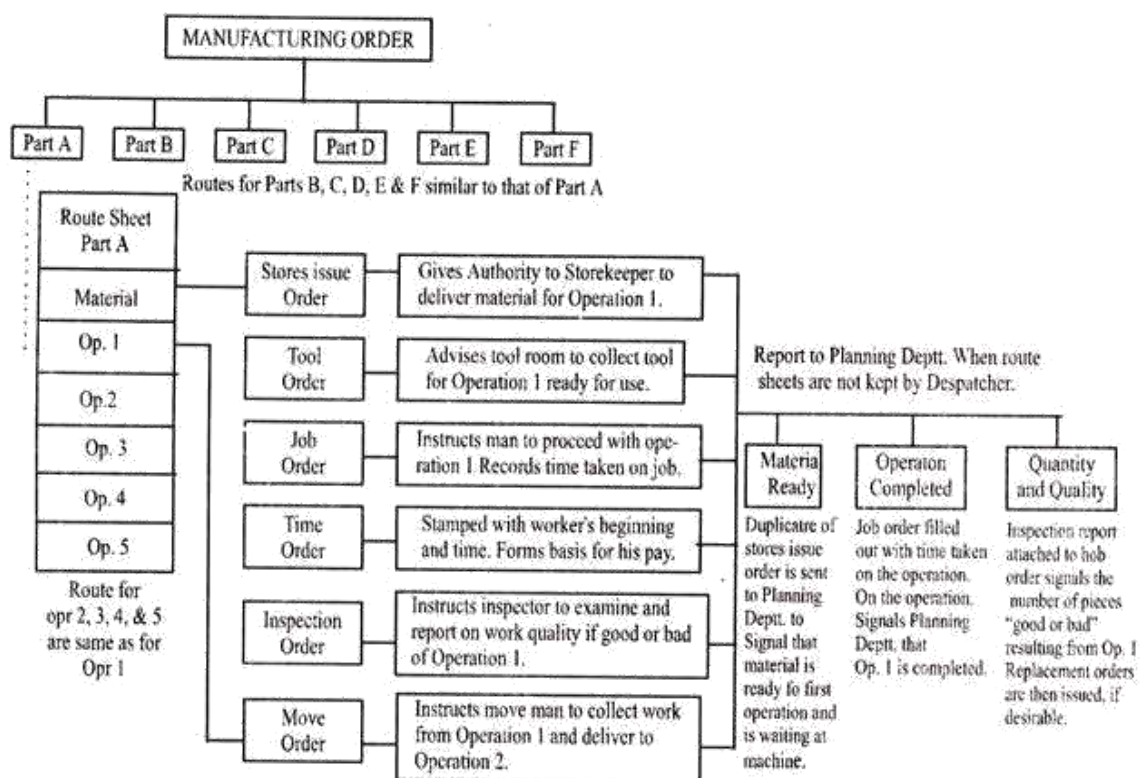 MANUFACTURING ORDER
Part A
Part B
Part C
Part D
Part E
Part F
Routes for Parts B, C, D, E & F similar to that of Part A
Route Sheet
Part A
Material
Op. 1
Op.2
Op. 3
Op. 4
Op. 5
Route for
opr 2, 3, 4, & 5
are same as for
Opr 1
Stores issue
Order
Gives Authority to Storekeeper to
deliver material for Operation 1.
Tool
Order
Advises tool room to collect tool
for Operation 1 ready for use.
Job
Order
Instructs man to proceed with ope-
ration 1 Records time taken on job.
Time
Order
Stamped with worker's beginning
and time. Forms basis for his pay.
Inspection
Order
Instructs inspector to examine and
report on work quality if good or bad
of Operation 1.
Move
Order
Instructs move man to collect work
from Operation 1 and deliver to
Operation 2.
Report to Planning Deptt. When route
sheets are not kept by Despatcher.
Materia
Ready
Duplicatre of
stores issue
order is sent
to Planning
Deptt. to
Signal that
material is
ready fo first
operation and
is waiting at
machine.
Operaton
Completed
Job order filled
out with time taken
on the operation.
On the operation.
Signals Planning
Deptt, that
Op. 1 is completed.
Quantity
and Quality
Inspection report
attached to hob
order signals the
number of pieces
"good or bad"
resulting from Op. 1
Replacement orders
are then issued, if
desirable.